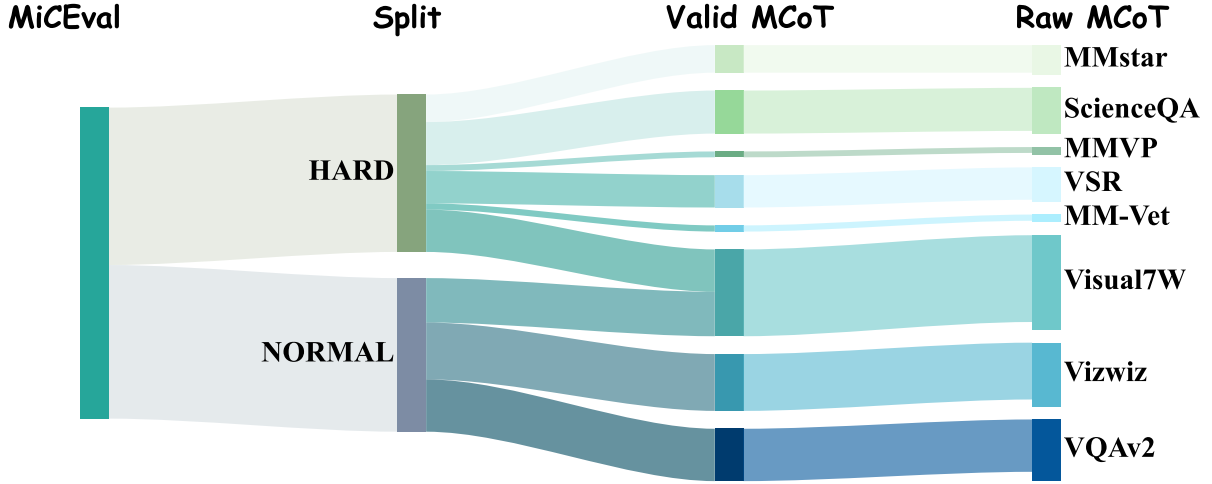 MiCEval Split Valid MCoT Raw MCoT
MMstar
ScienceQA
MMVP
HARD
VSR
MM-Vet
Visual7W
NORMAL
Vizwiz
VQAv2